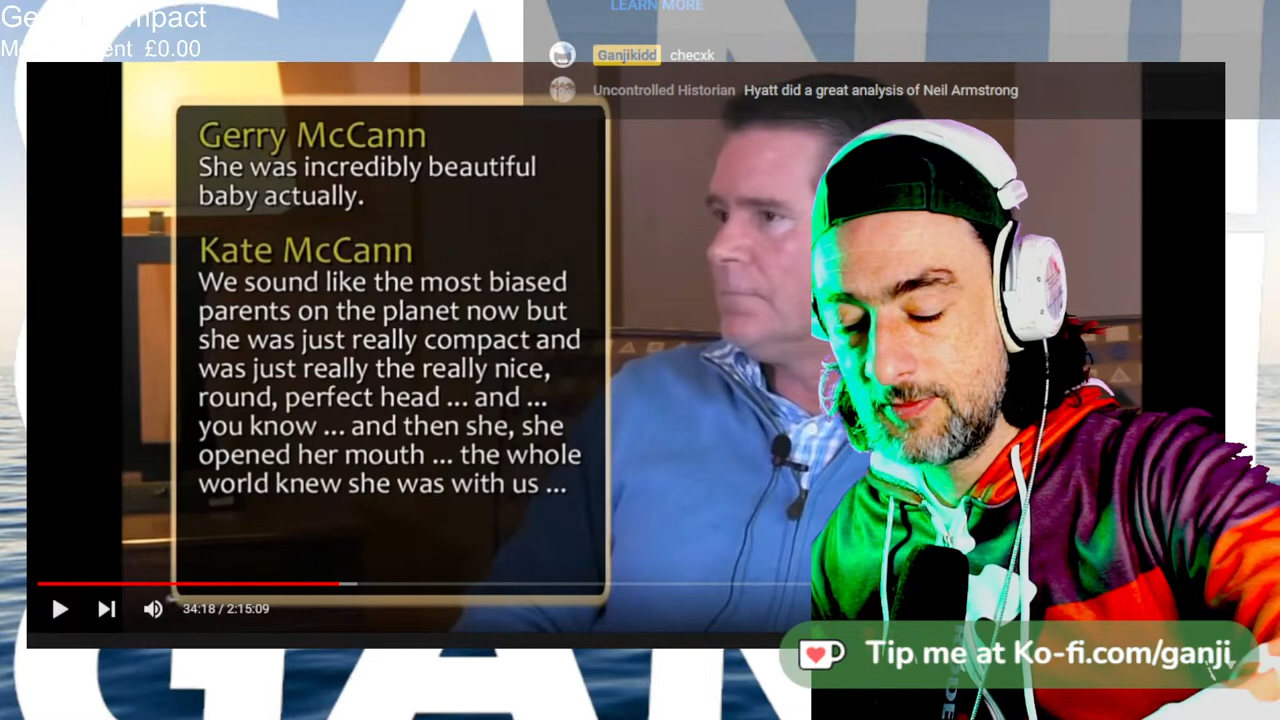 LEARN MORE
£0.00
Ganjikidd checxk
Uncontrolled Historian Hyatt did a great analysis of Neil Armstrong
Gerry McCann
She was incredibly beautiful
baby actually.
Kate McCann
We sound like the most biased
parents on the planet now but
she was just really compact and
was just really the really nice,
round, perfect head ... and ...
you know ... and then she, she
opened her mouth ... the whole
world knew she was with us ...
34:18 / 2:15:09
Tip me at Ko-fi.com/ganji